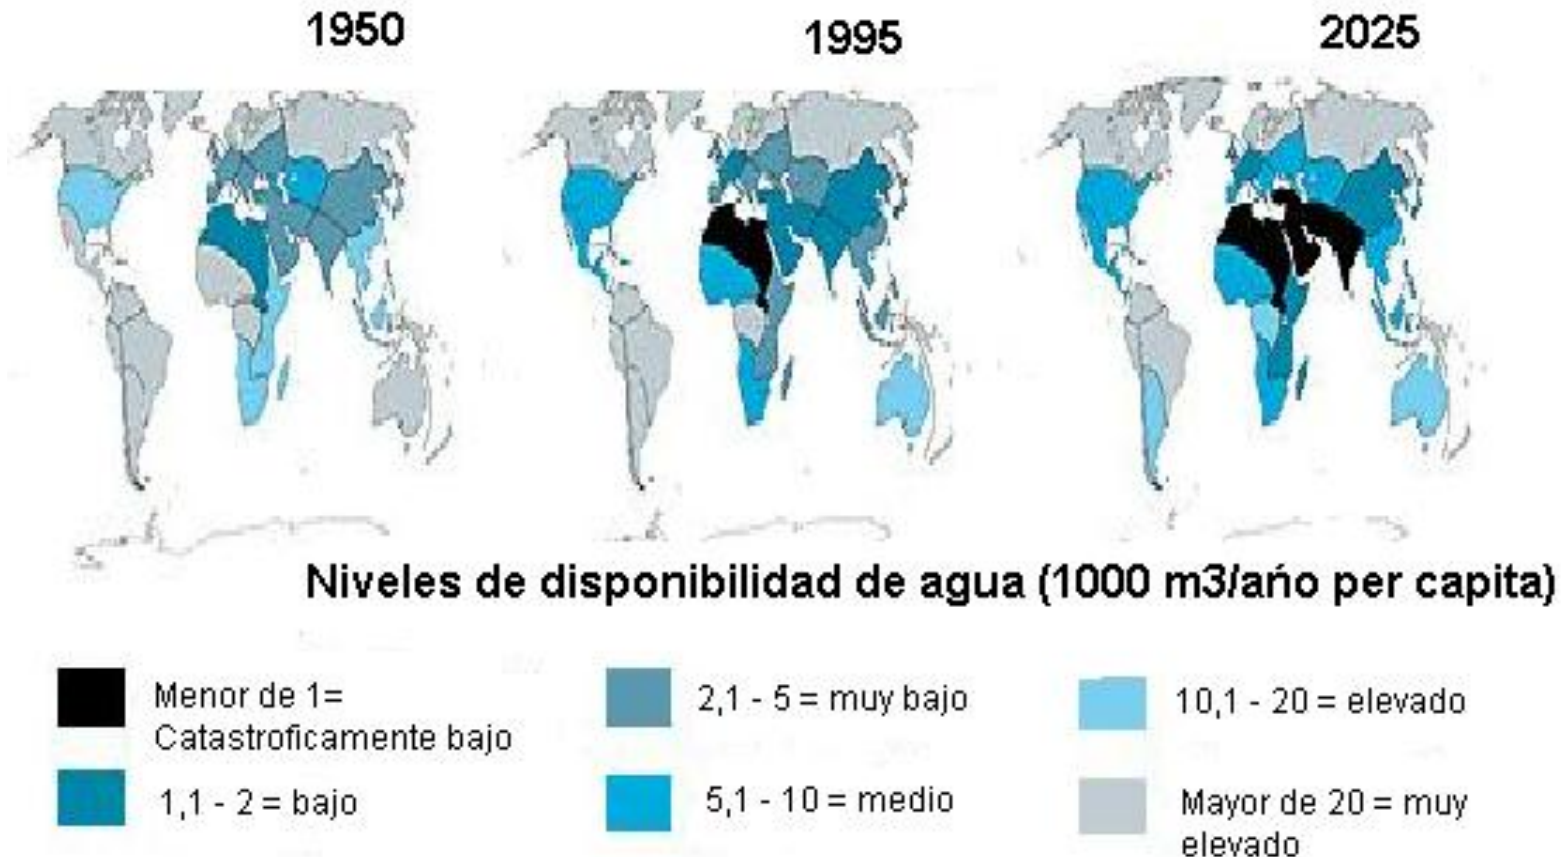 1950
1995
2025
Niveles de disponibilidad de agua (1000 m3/ańo per capita)
Menor de 1=
Catastroficamente bajo
1,1 - 2 = bajo
2,1 - 5 = muy bajo
5,1 - 10 = medio
10,1 - 20 = elevado
Mayor de 20 = muy
elevado